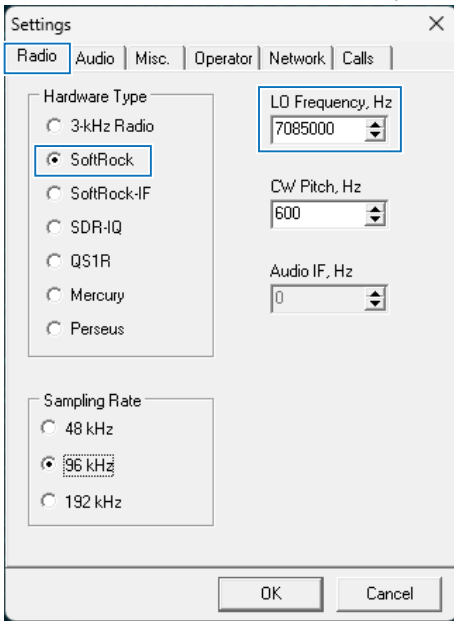 Settings
Radio Audio Misc. Operator Network Calls
Hardware Type
3-kHz Radio
SoftRock
SoftRock-IF
SDR-IQ
QS1R
Mercury
Perseus
LO Frequency, Hz
7085000
CW Pitch, Hz
600
Audio IF, Hz
0
Sampling Rate
48 kHz
96 kHz
192 kHz
OK Cancel